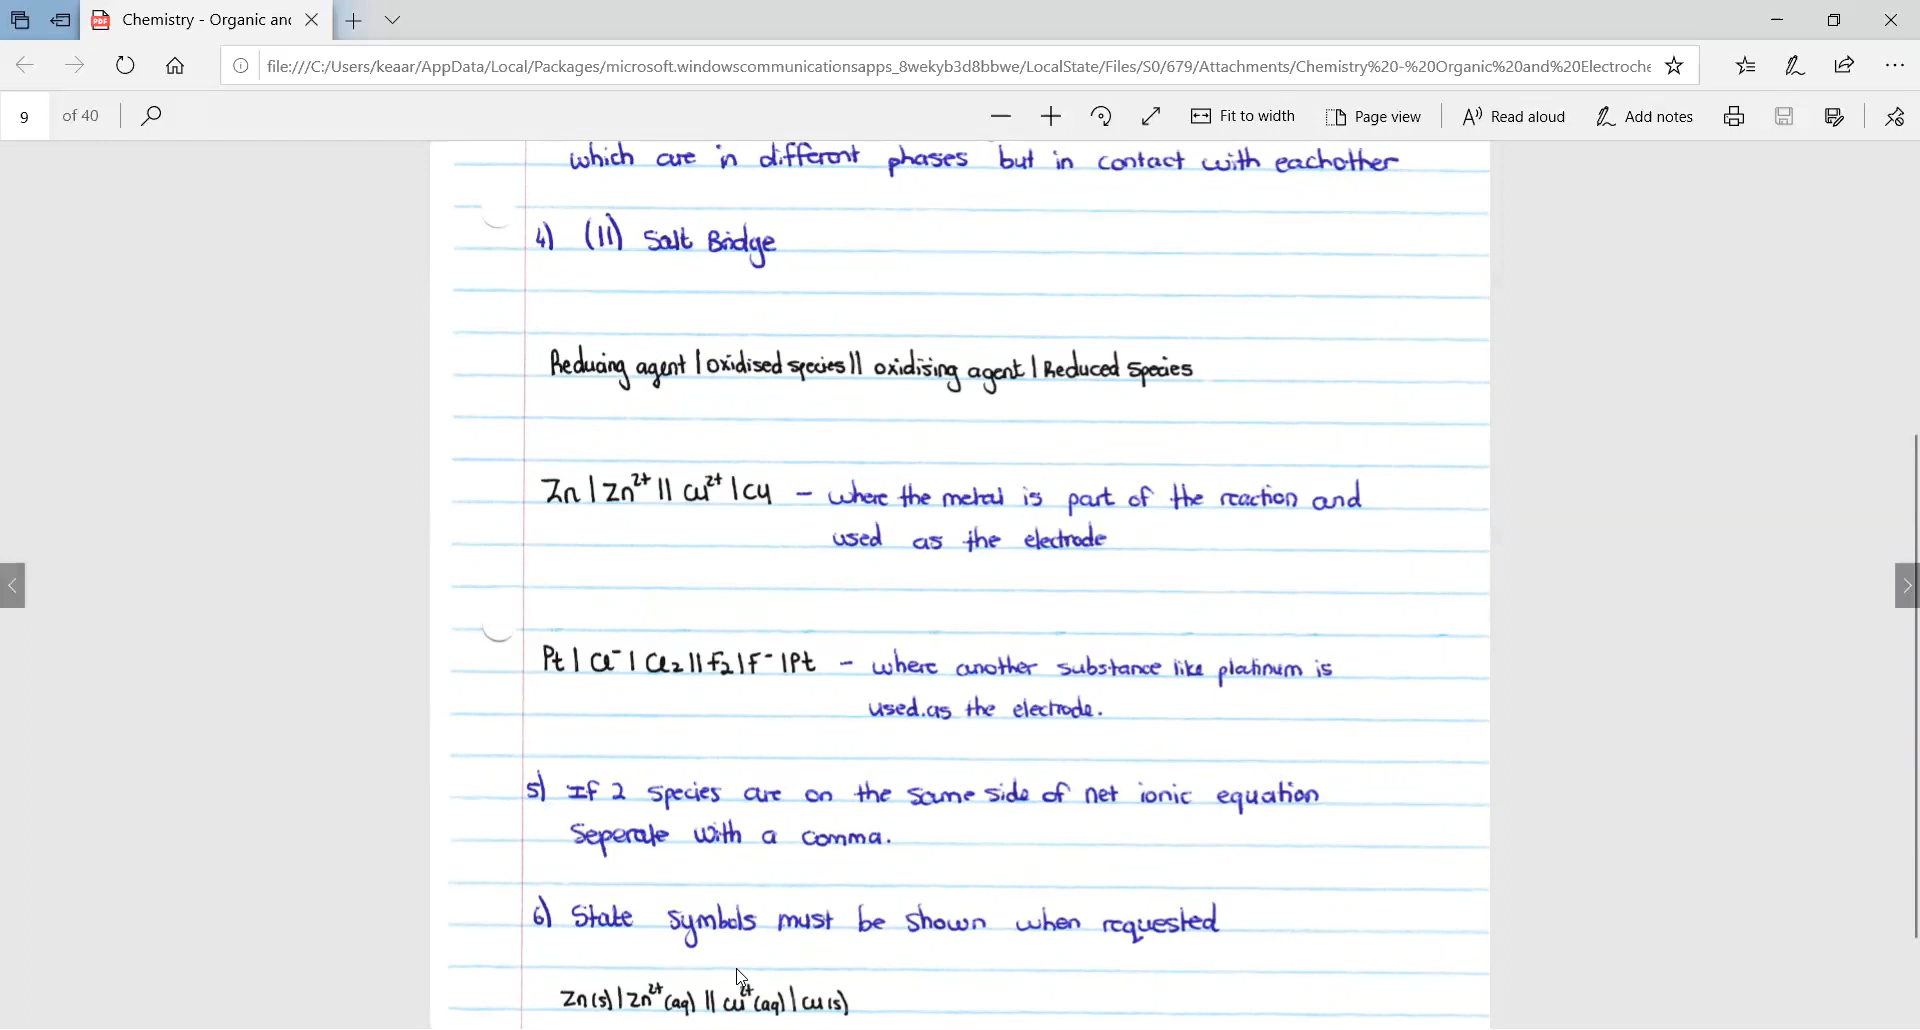 Chemistry - Organic and
file:///C:/Users/keaar/AppData/Local/Packages/microsoft.windowscommunicationsapps_8wekyb3d8bbwe/LocalState/Files/S0/679/Attachments/Chemistry%20-%20Organic%20and%20Electroche
9 of 40 Fit to width Page view Read aloud Add notes
which are in different phases but in contact with eachother
4) (||) Salt Bridge
Reducing agent | oxidised species || oxidising agent | Reduced Species
Zn | Zn²⁺ || Cu²⁺ | Cu – where the metal is part of the reaction and
used as the electrode
Pt | Cl⁻ | Cl₂ || F₂ | F⁻ | Pt – where another substance like platinum is
used.as the electrode.
5) If 2 species are on the same side of net ionic equation
Seperate with a comma.
6) State symbols must be shown when requested
Zn(s) | Zn²⁺(aq) || Cu²⁺(aq) | Cu(s)